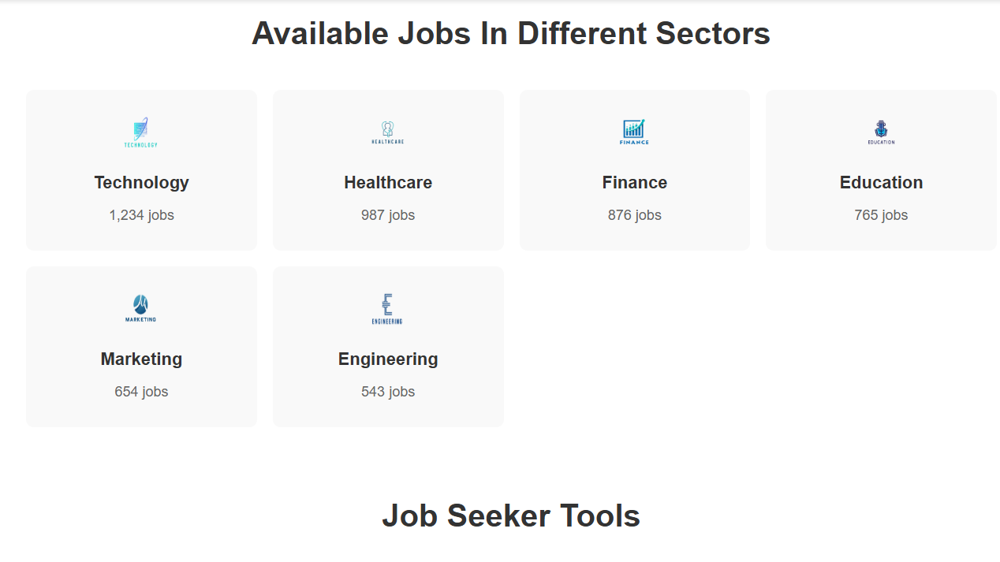 Available Jobs In Different Sectors
TECHNOLOGY
HEALTHCARE
FINANCE
EDUCATION
Technology
Healthcare
Finance
Education
1,234 jobs
987 jobs
876 jobs
765 jobs
MARKETING
ENGINEERING
Marketing
Engineering
654 jobs
543 jobs
Job Seeker Tools